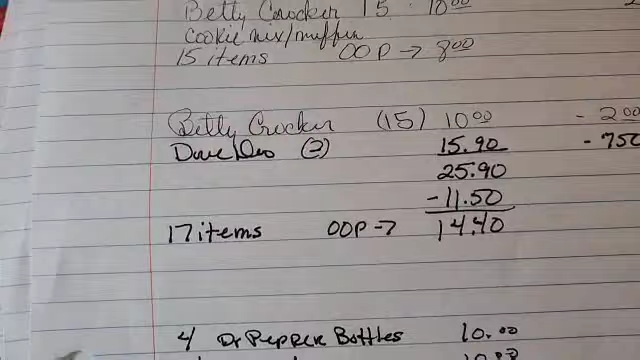 Betty Crocker 15 10.00
cookie mix/muffin
15 items OOP → 8.00
Betty Crocker (15) 10.00 - 2.00
Dave/Deo (2) 15.90 - 750
25.90
-11.50
17 items OOP → 14.40
4 Dr Pepper Bottles 10.00
10.00